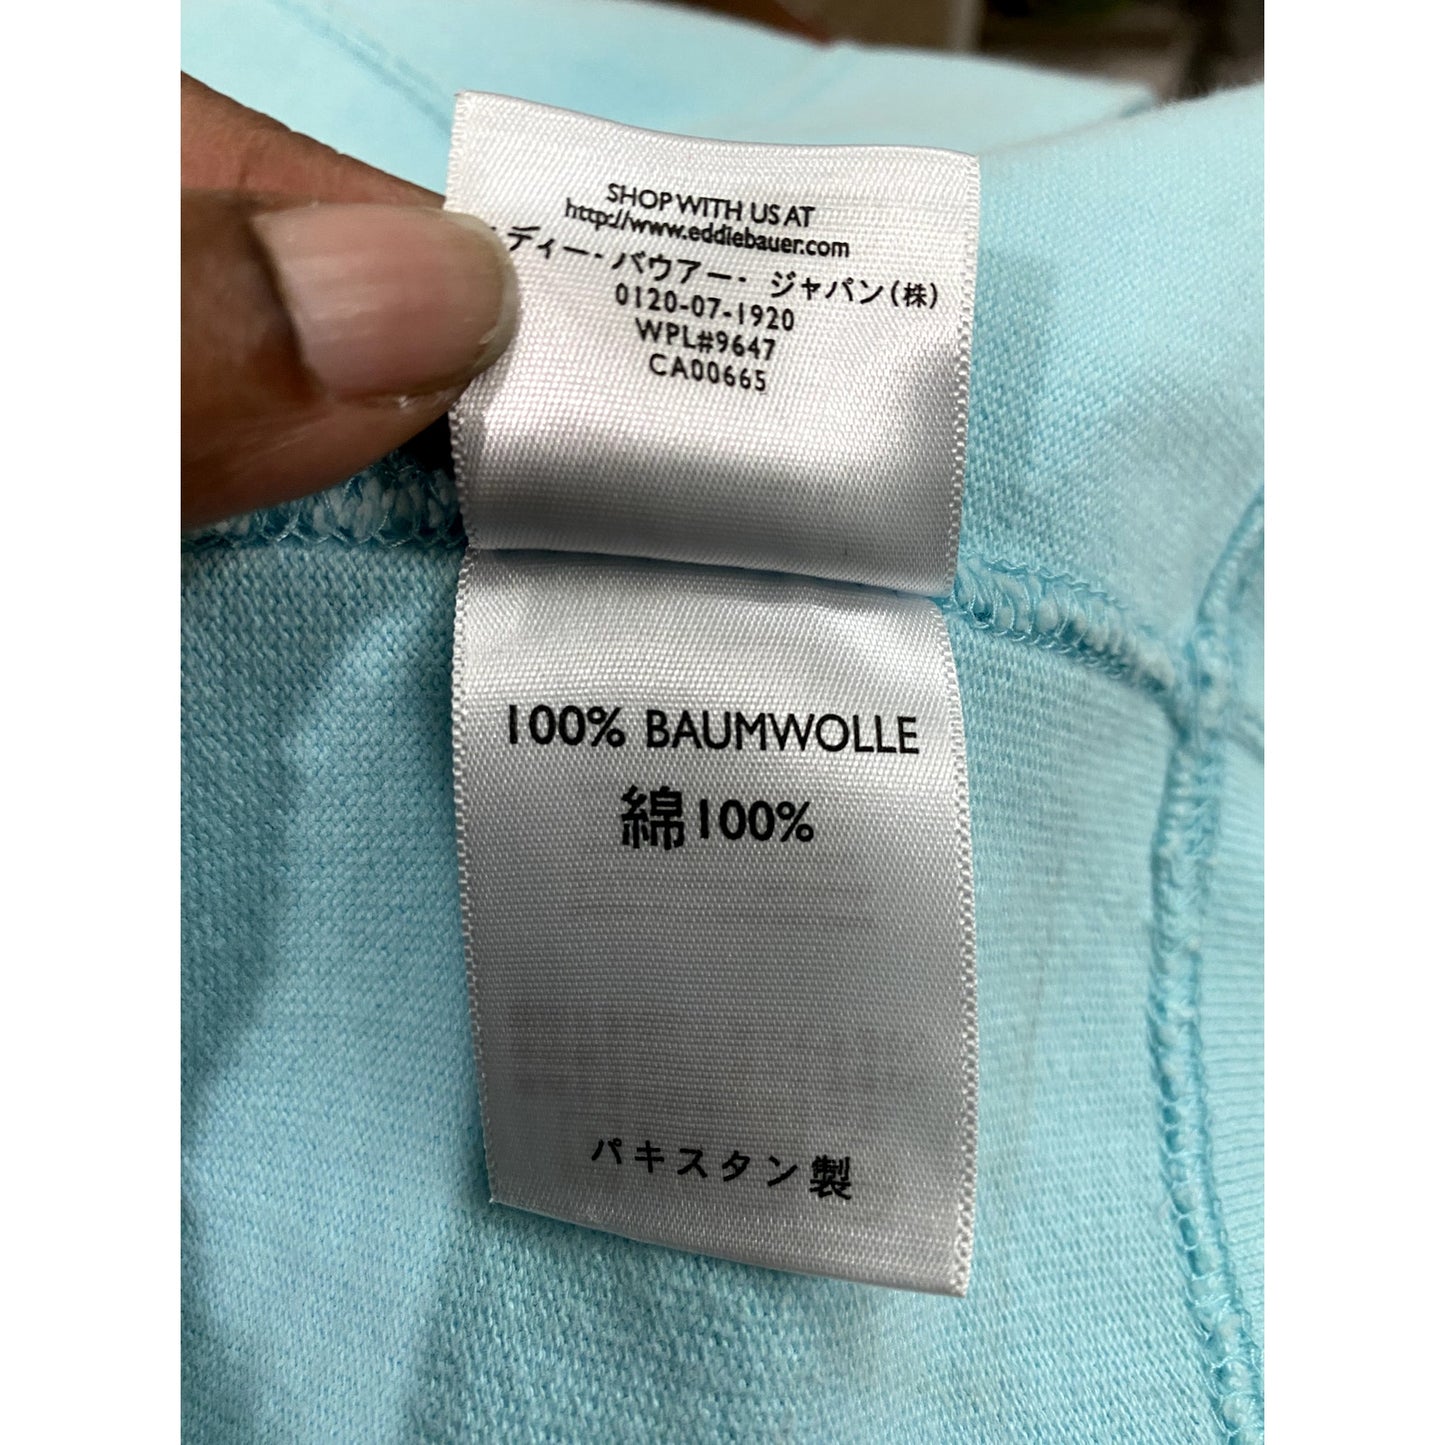 SHOP WITH US AT
http://www.eddiebauer.com
ディー・バウアー・ジャパン(株)
0120-07-1920
WPL#9647
CA00665
100% BAUMWOLLE
綿100%
パキスタン製